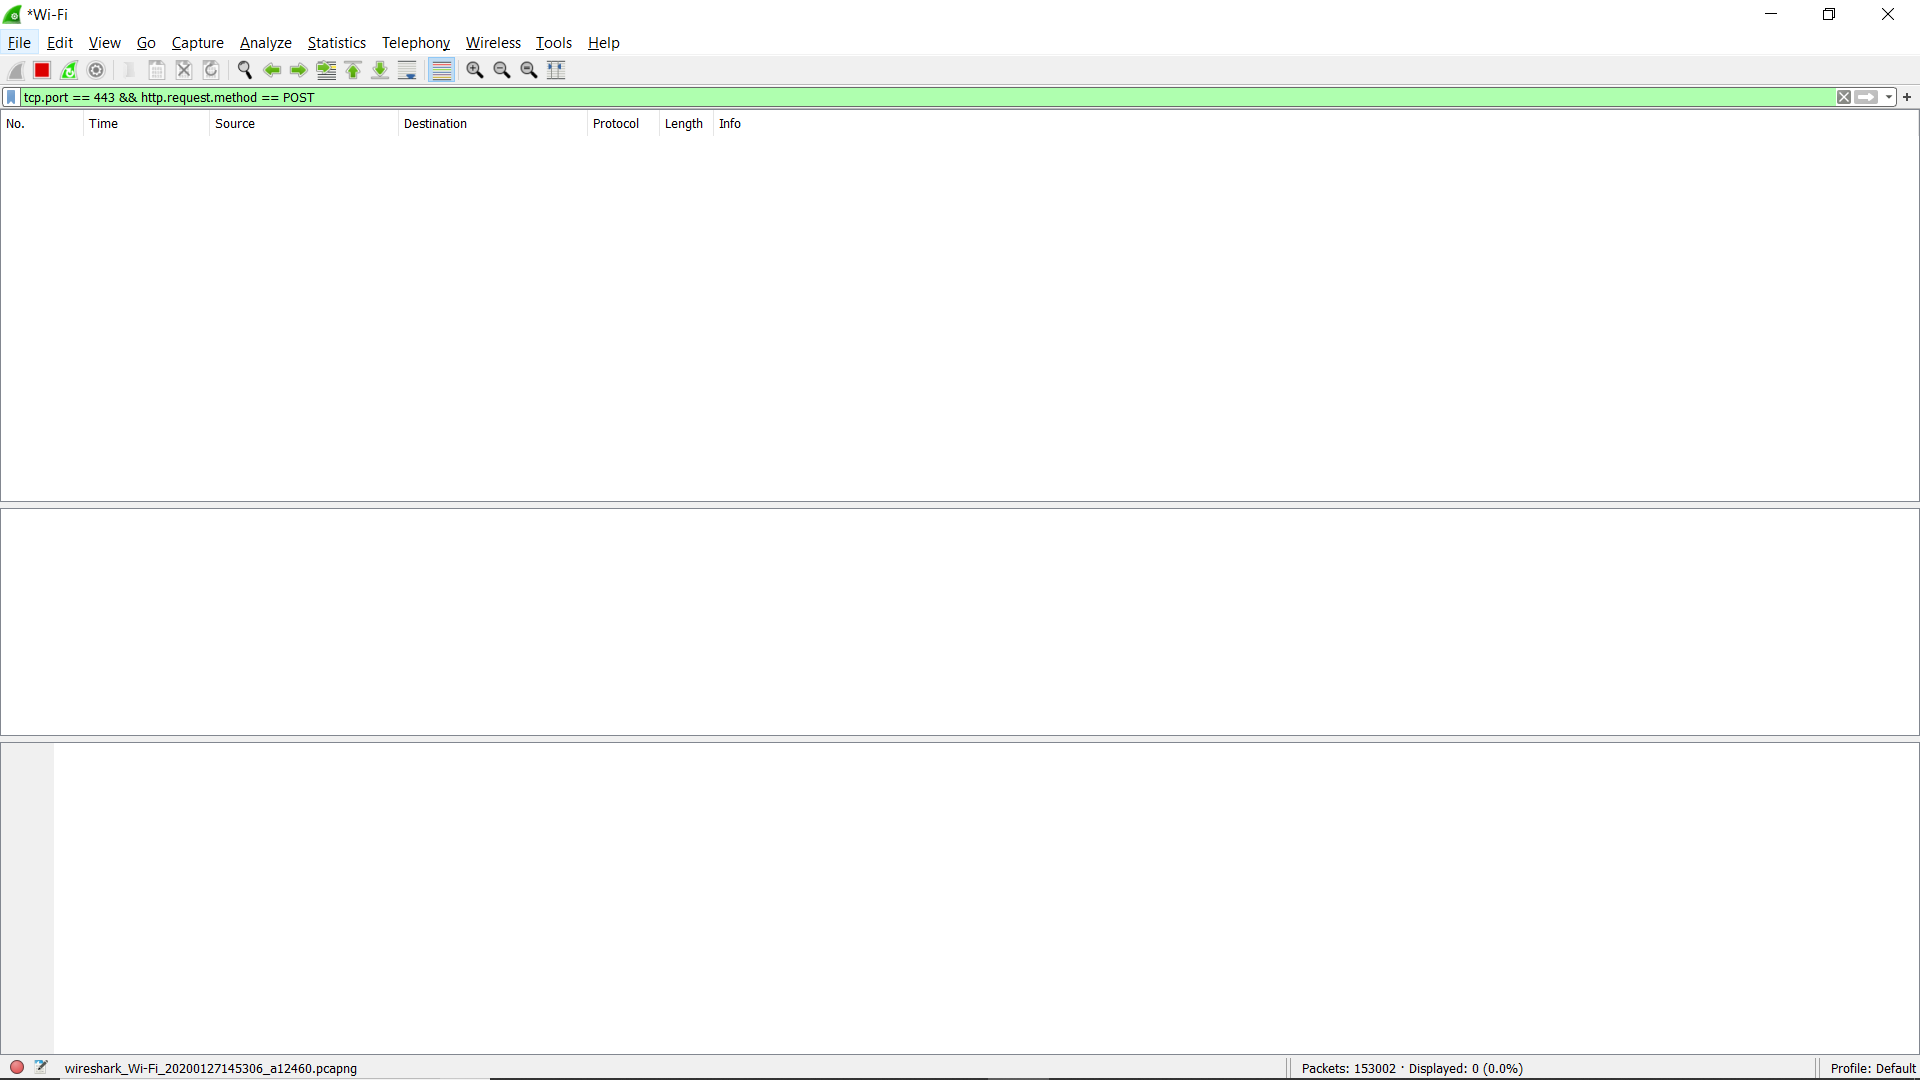 *Wi-Fi
File Edit View Go Capture Analyze Statistics Telephony Wireless Tools Help
tcp.port == 443 && http.request.method == POST
No. Time Source Destination Protocol Length Info
wireshark_Wi-Fi_20200127145306_a12460.pcapng
Packets: 153002 · Displayed: 0 (0.0%)
Profile: Default